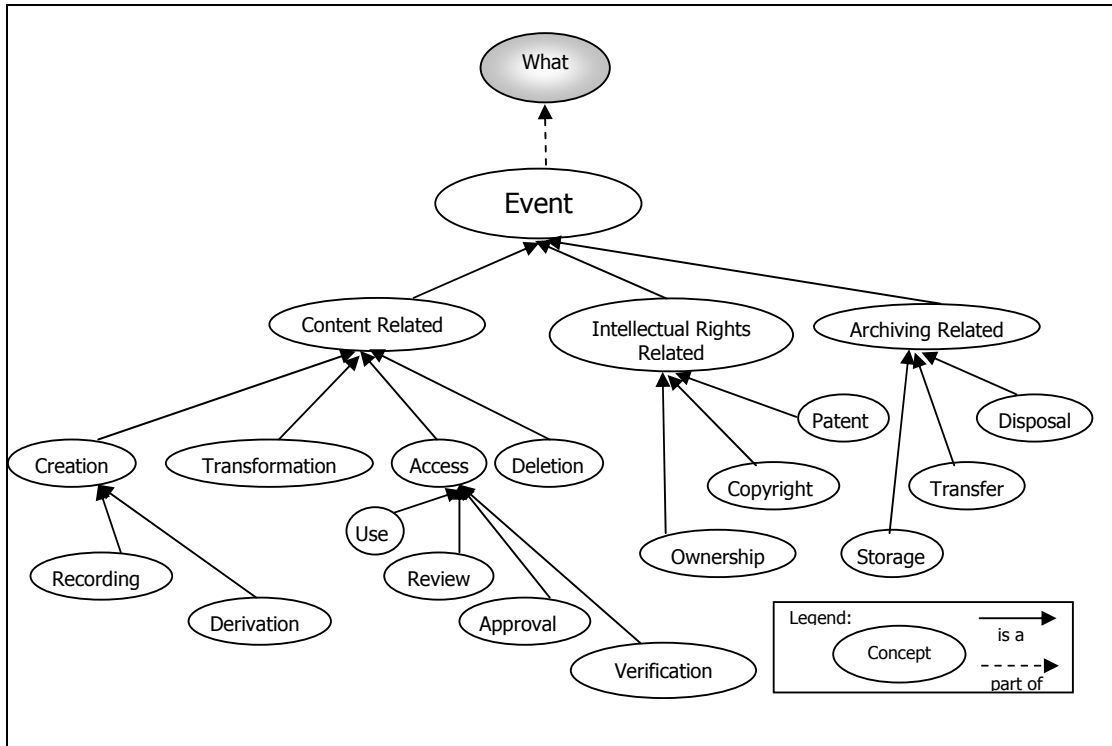 What
Event
Content Related
Intellectual Rights
Related
Archiving Related
Creation
Transformation
Access
Deletion
Patent
Disposal
Copyright
Transfer
Use
Ownership
Storage
Recording
Review
Derivation
Approval
Verification
Legend:
is a
Concept
part of